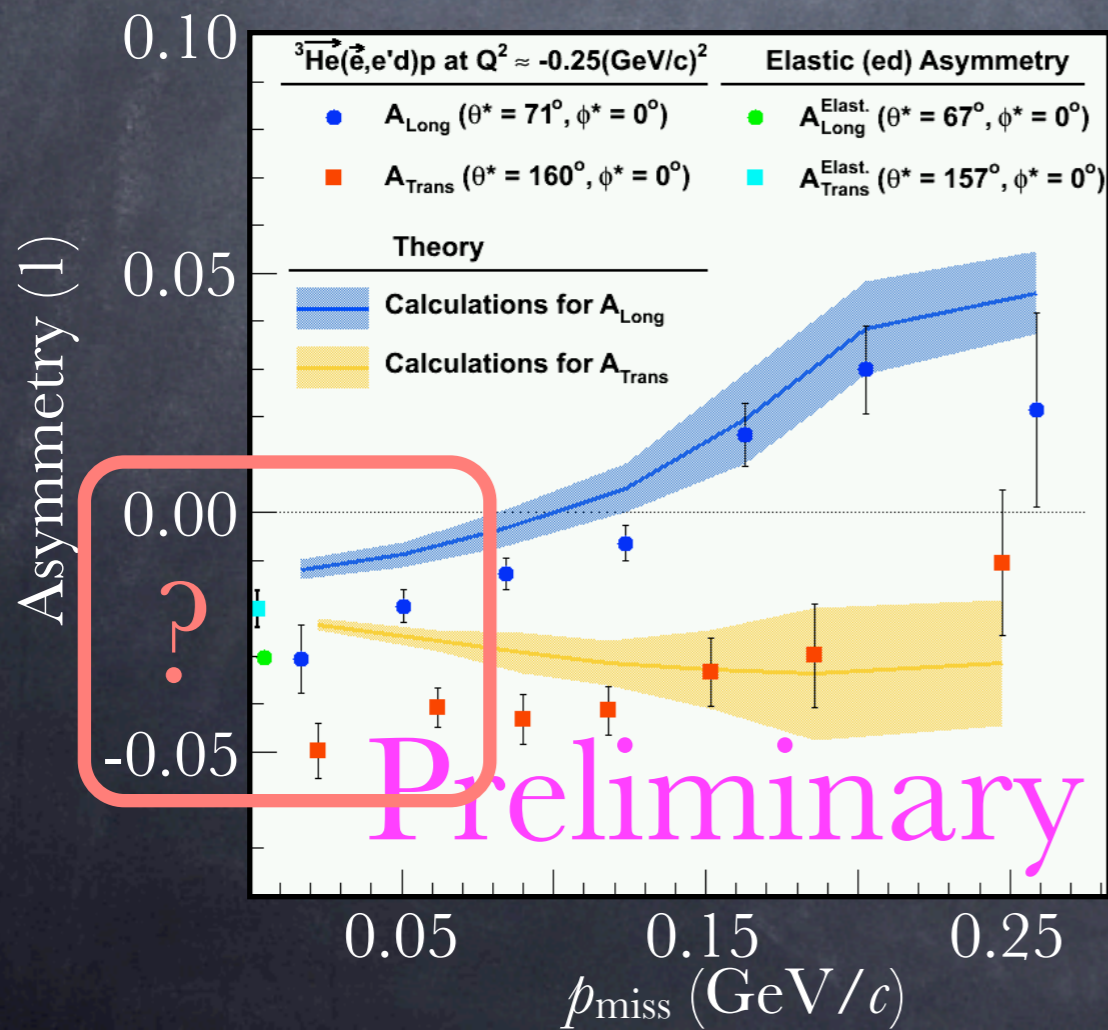 0.10
0.05
0.00
-0.05
Asymmetry (1)
³He(e,e'd)p at Q² ≈ -0.25(GeV/c)²
A_Long (θ* = 71°, ϕ* = 0°)
A_Trans (θ* = 160°, ϕ* = 0°)
Elastic (ed) Asymmetry
A_Long^Elast. (θ* = 67°, ϕ* = 0°)
A_Trans^Elast. (θ* = 157°, ϕ* = 0°)
Theory
Calculations for A_Long
Calculations for A_Trans
?
Preliminary
0.05 0.15 0.25
p_miss (GeV/c)